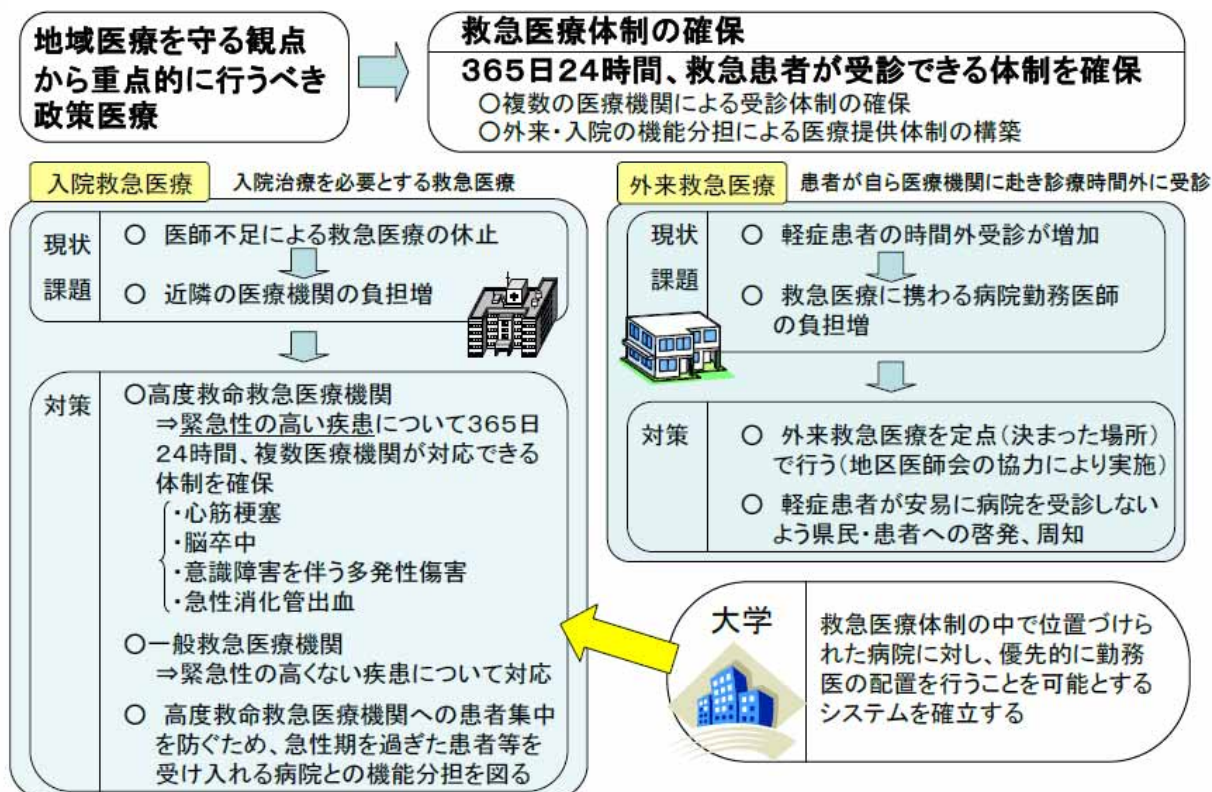 地域医療を守る観点
から重点的に行うべき
政策医療
救急医療体制の確保
365日24時間、救急患者が受診できる体制を確保
○複数の医療機関による受診体制の確保
○外来・入院の機能分担による医療提供体制の構築
入院救急医療
入院治療を必要とする救急医療
現状
課題
○ 医師不足による救急医療の休止
○ 近隣の医療機関の負担増
対策
○高度救命救急医療機関
⇒緊急性の高い疾患について365日
24時間、複数医療機関が対応できる
体制を確保
・心筋梗塞
・脳卒中
・意識障害を伴う多発性傷害
・急性消化管出血
○一般救急医療機関
⇒緊急性の高くない疾患について対応
○ 高度救命救急医療機関への患者集中
を防ぐため、急性期を過ぎた患者等を
受け入れる病院との機能分担を図る
外来救急医療
患者が自ら医療機関に赴き診療時間外に受診
現状
課題
○ 軽症患者の時間外受診が増加
○ 救急医療に携わる病院勤務医師
の負担増
対策
○ 外来救急医療を定点(決まった場所)
で行う(地区医師会の協力により実施)
○ 軽症患者が安易に病院を受診しない
よう県民・患者への啓発、周知
大学
救急医療体制の中で位置づけら
れた病院に対し、優先的に勤務
医の配置を行うことを可能とする
システムを確立する